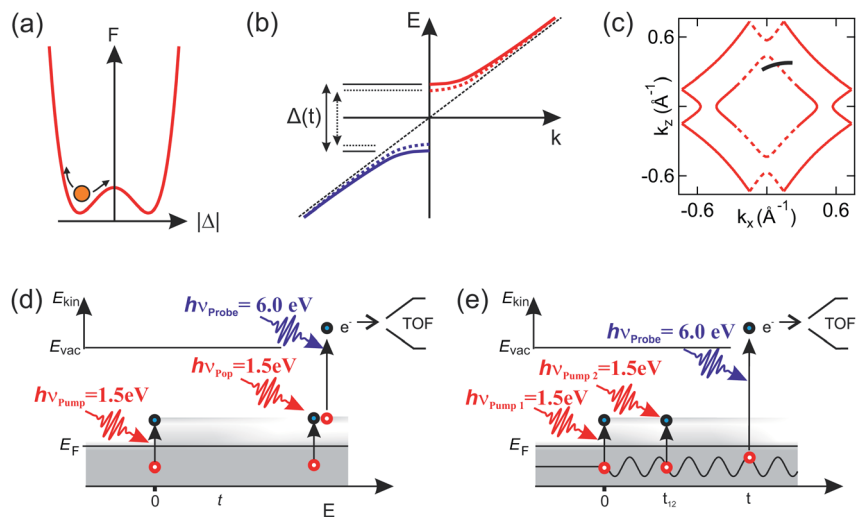 (a)
F
|Δ|
(b)
E
Δ(t)
k
(c)
0.6
-0.6
k_z (Å⁻¹)
-0.6
0.6
k_x (Å⁻¹)
(d)
E_kin
E_vac
hν_Probe= 6.0 eV
e⁻
TOF
hν_Pump=1.5eV
hν_Pop=1.5eV
E_F
0
t
E
(e)
E_kin
E_vac
hν_Probe= 6.0 eV
e⁻
TOF
hν_Pump 1=1.5eV
hν_Pump 2=1.5eV
E_F
0
t_12
t